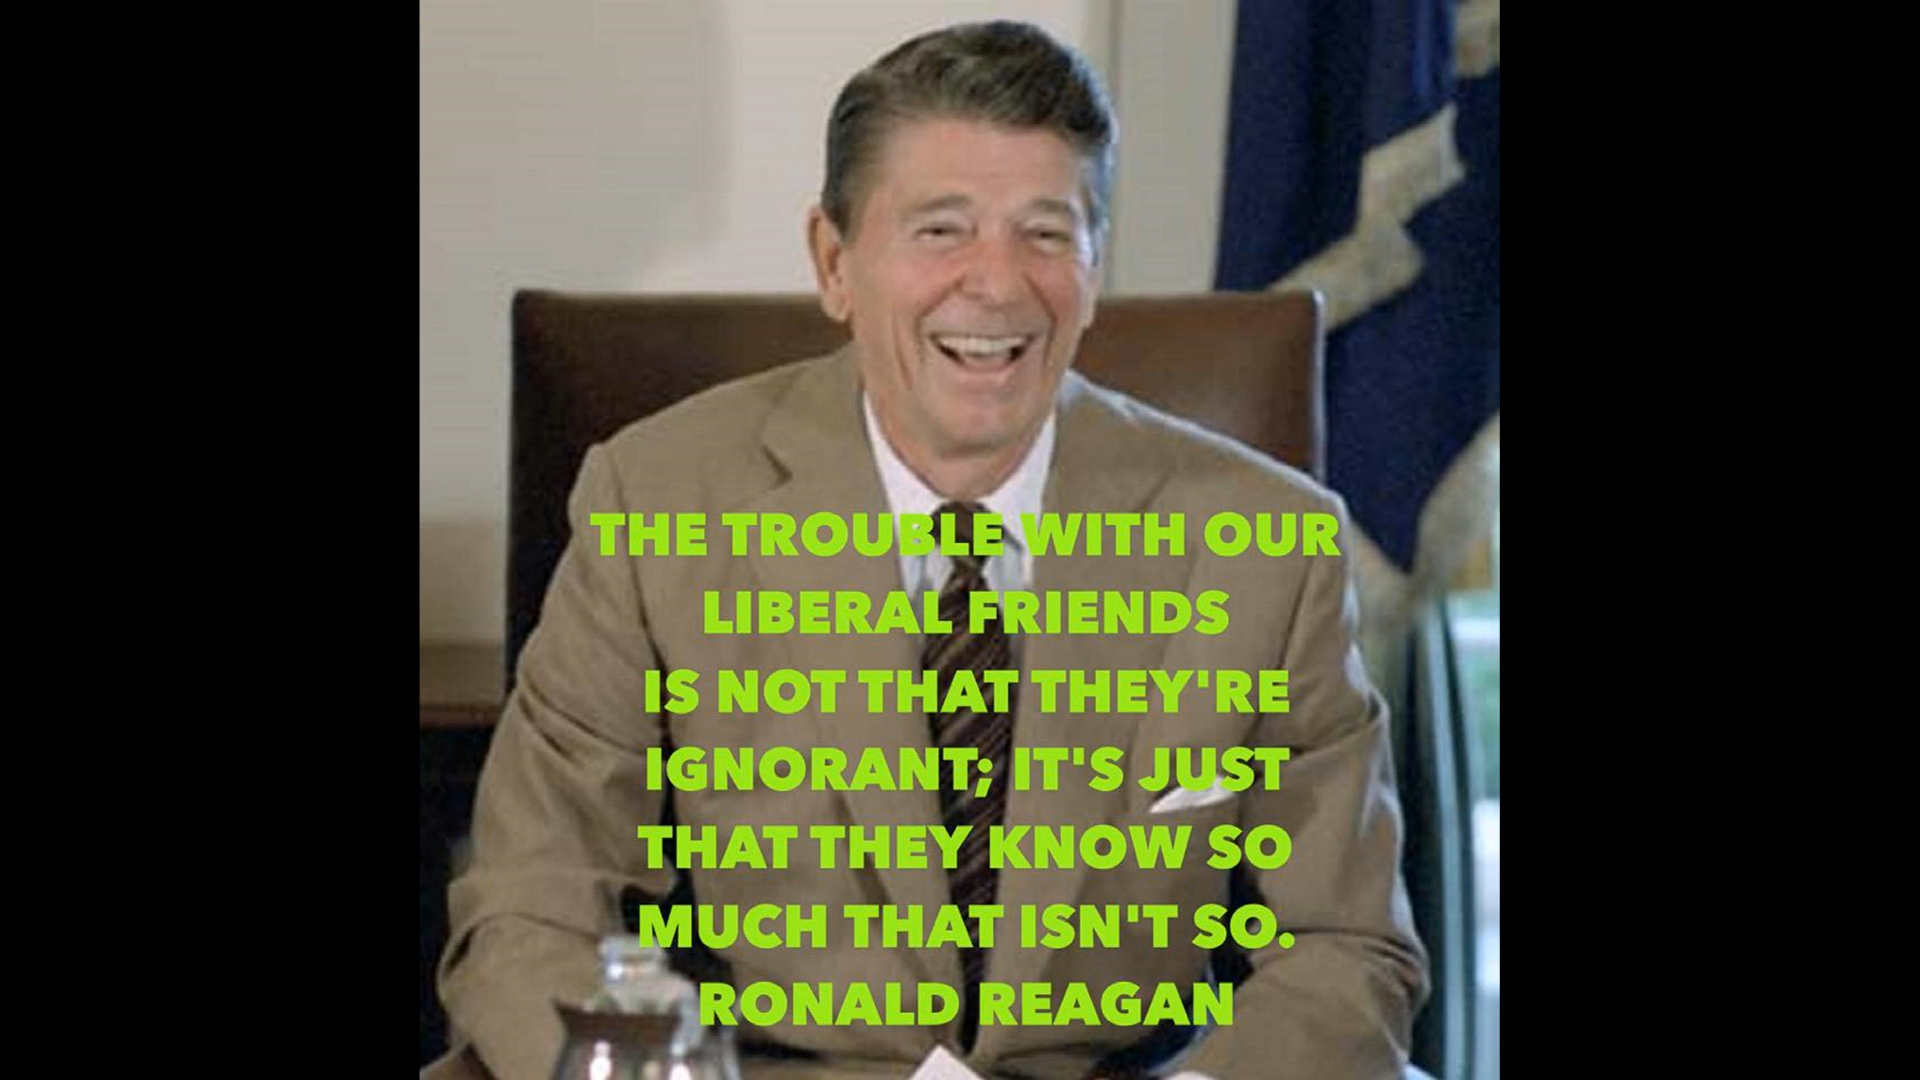 THE TROUBLE WITH OUR
LIBERAL FRIENDS
IS NOT THAT THEY'RE
IGNORANT; IT'S JUST
THAT THEY KNOW SO
MUCH THAT ISN'T SO.
RONALD REAGAN